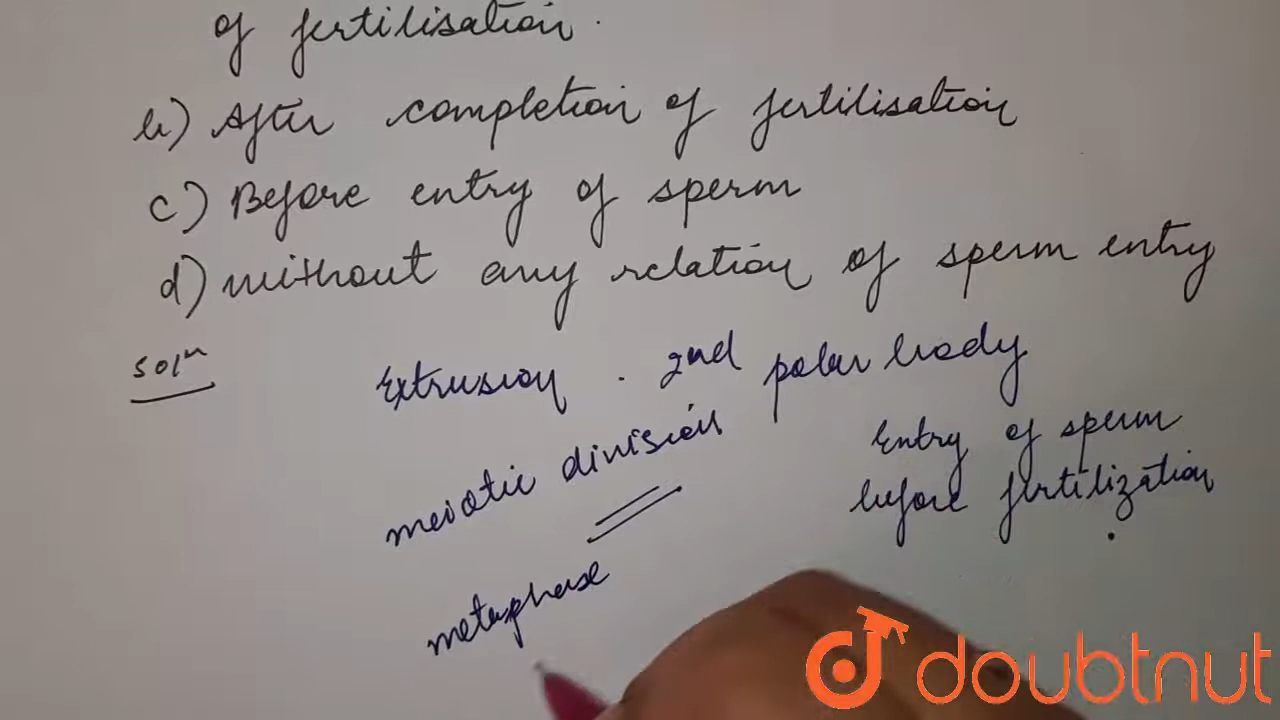 of fertilisation.
b) After completion of fertilisation
c) Before entry of sperm
d) without any relation of sperm entry
Soln
Extrusion . 2nd polar body
meiotic division
Entry of sperm
before fertilization.
metaphase
doubtnut